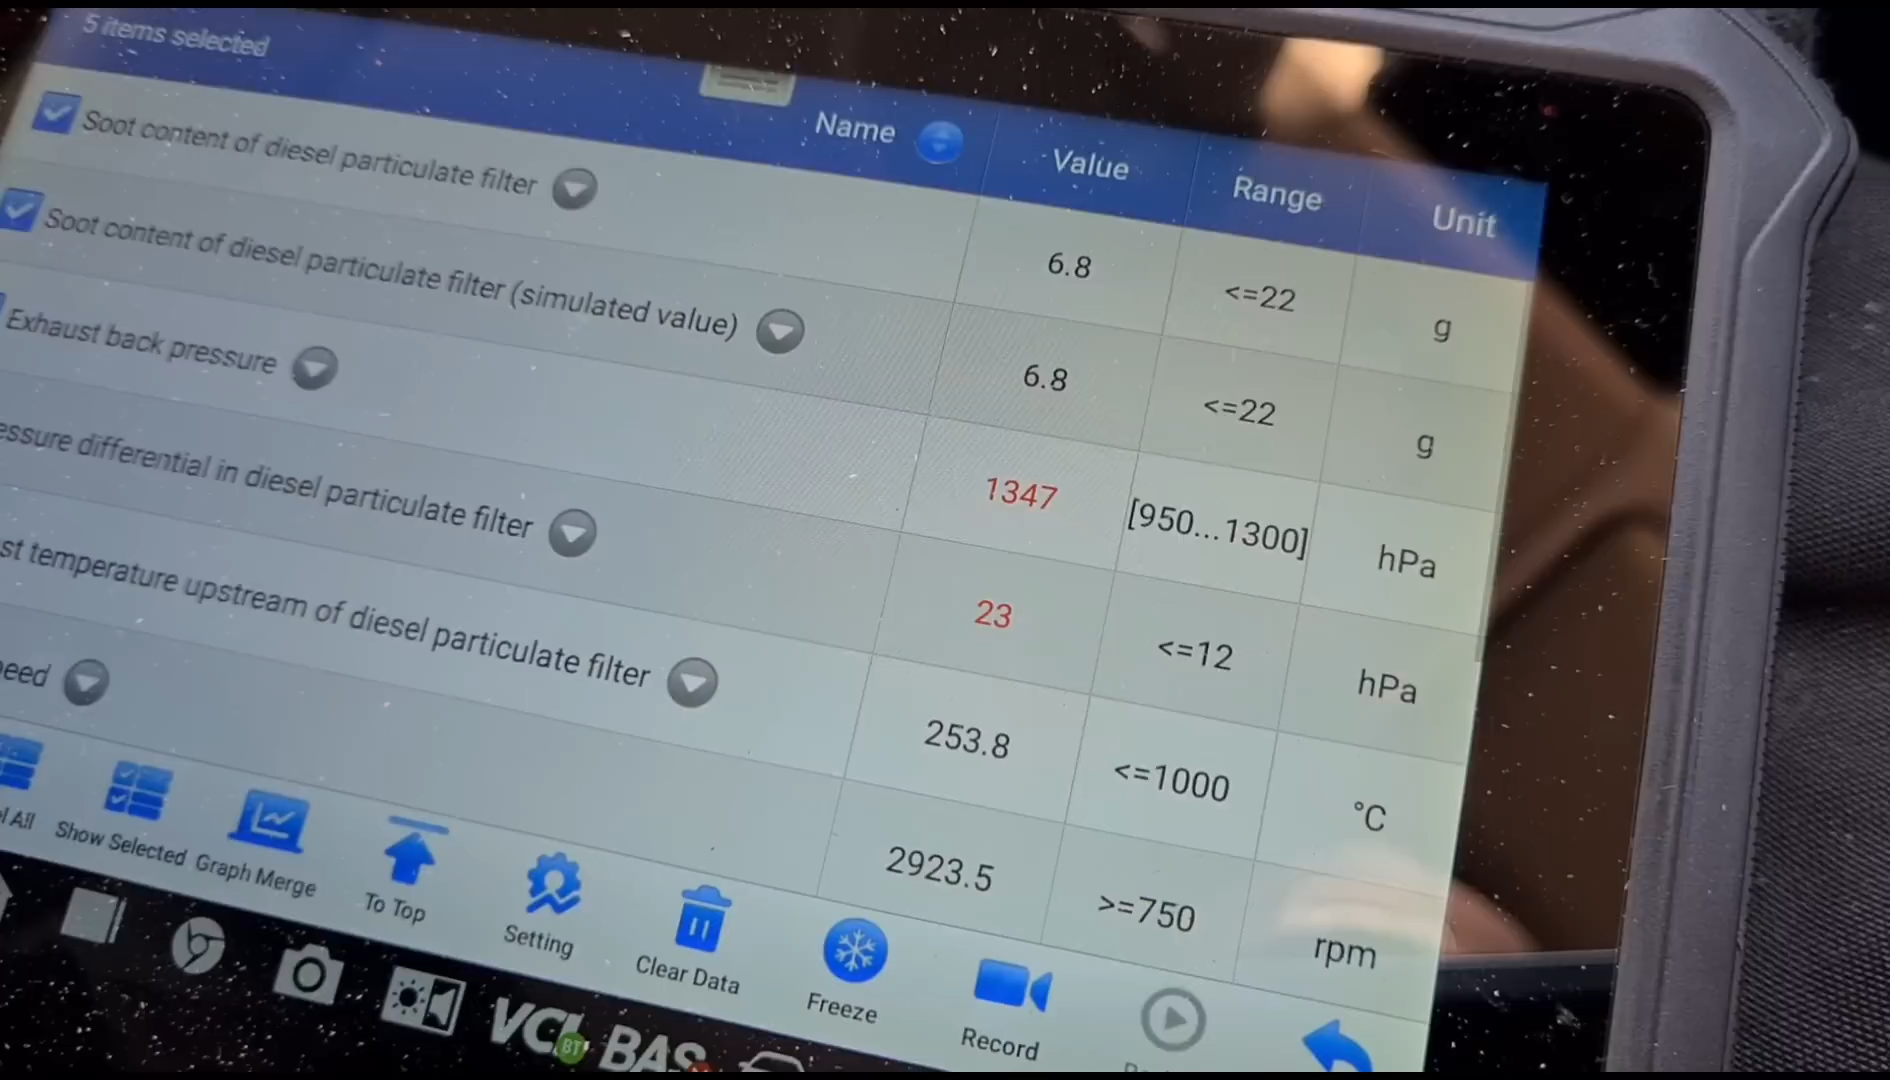 5 items selected
Name Value Range Unit
Soot content of diesel particulate filter 6.8 <=22 g
Soot content of diesel particulate filter (simulated value) 6.8 <=22 g
Exhaust back pressure 1347 [950...1300] hPa
essure differential in diesel particulate filter 23 <=12 hPa
st temperature upstream of diesel particulate filter 253.8 <=1000 °C
eed 2923.5 >=750 rpm
l All Show Selected Graph Merge To Top Setting Clear Data Freeze Record
VCI BT BAS